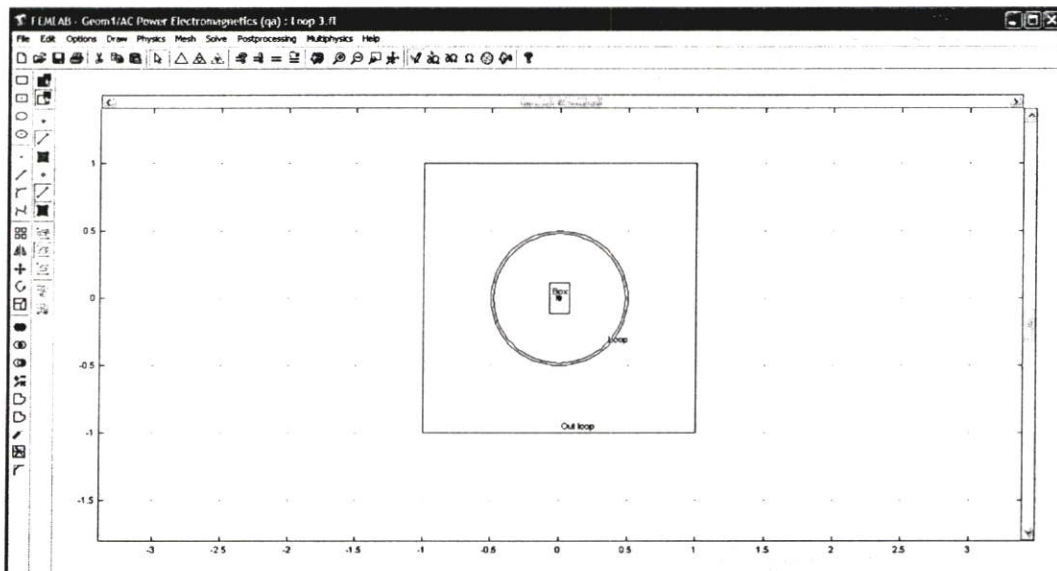 FEMLAB - Geom1/AC Power Electromagnetics (qa) : Loop 3.fl
File Edit Options Draw Physics Mesh Solve Postprocessing Multiphysics Help
1
0.5
0
-0.5
-1
-1.5
Box
Loop
Out loop
-3 -2.5 -2 -1.5 -1 -0.5 0 0.5 1 1.5 2 2.5 3